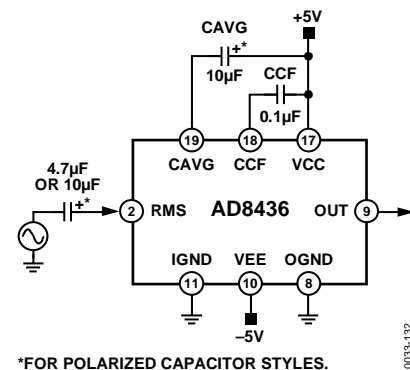 CAVG
+5V
+*
10µF
CCF
0.1µF
19
18
17
CAVG
CCF
VCC
4.7µF
OR 10µF
+*
2
RMS
AD8436
OUT
9
IGND
VEE
OGND
11
10
8
–5V
*FOR POLARIZED CAPACITOR STYLES.
0033-132